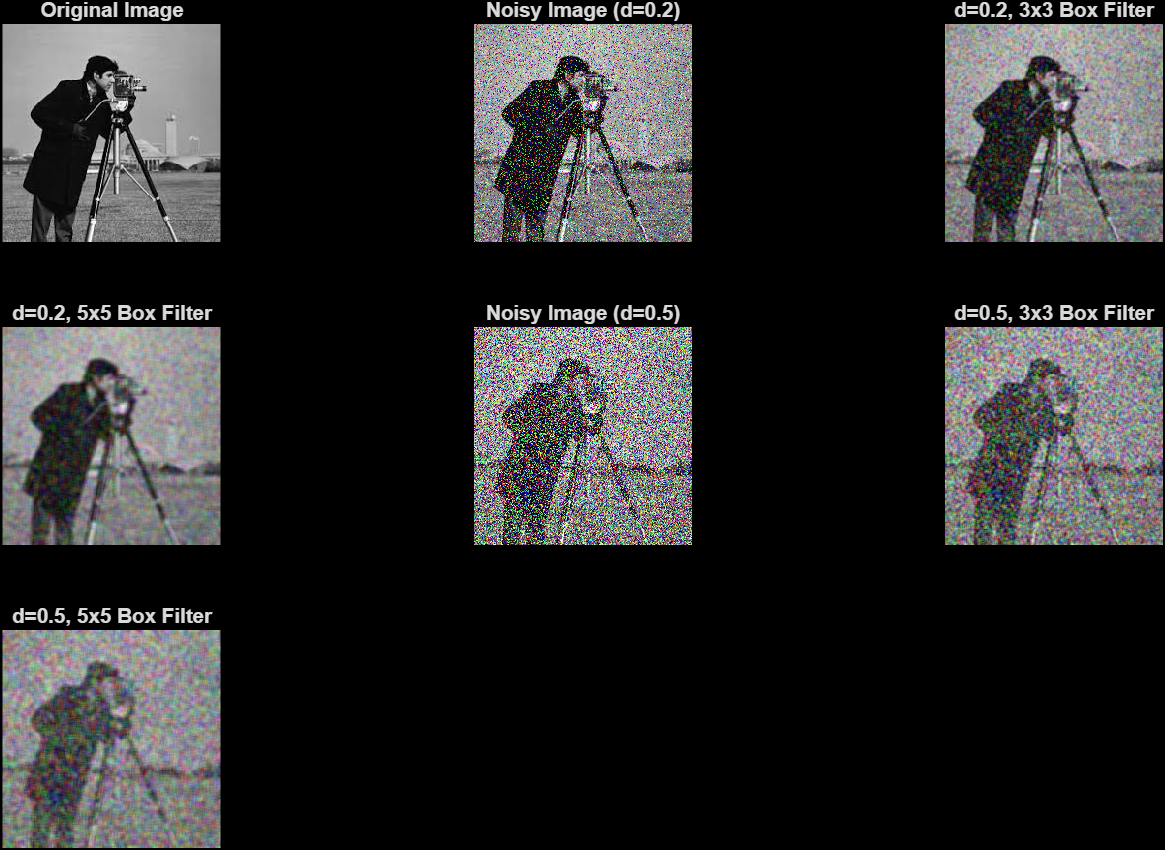 Original Image
Noisy Image (d=0.2)
d=0.2, 3x3 Box Filter
d=0.2, 5x5 Box Filter
Noisy Image (d=0.5)
d=0.5, 3x3 Box Filter
d=0.5, 5x5 Box Filter